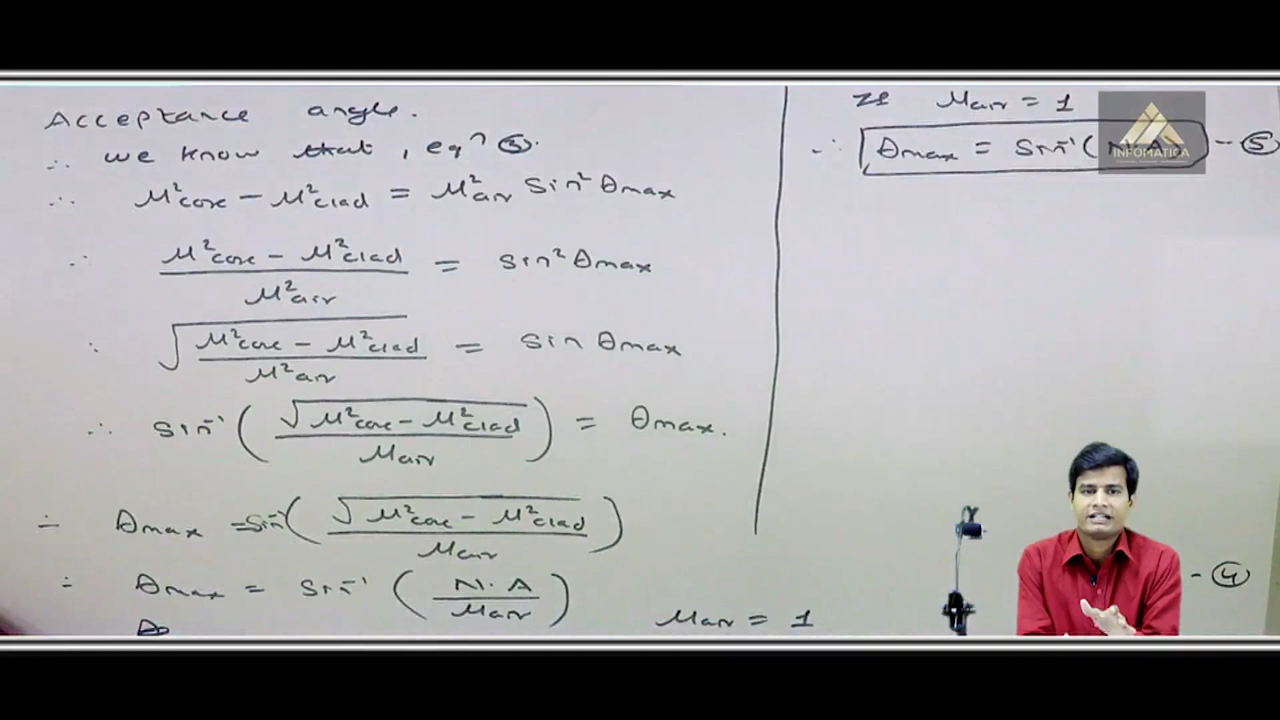 Acceptance angle.
∴ we know that, eqⁿ ③.
∴ μ²core - μ²clad = μ²air sin²θmax
∴ μ²core - μ²clad / μ²air = sin²θmax
∴ √(μ²core - μ²clad / μ²air) = sin θmax
∴ sin⁻¹(√(μ²core - μ²clad) / μair) = θmax.
∴ θmax = sin⁻¹(√(μ²core - μ²clad) / μair)
∴ θmax = sin⁻¹(N.A / μair)
μair = 1
If μair = 1
∴ θmax = sin⁻¹(N.A) - ⑤
INFOMATICA
- ④